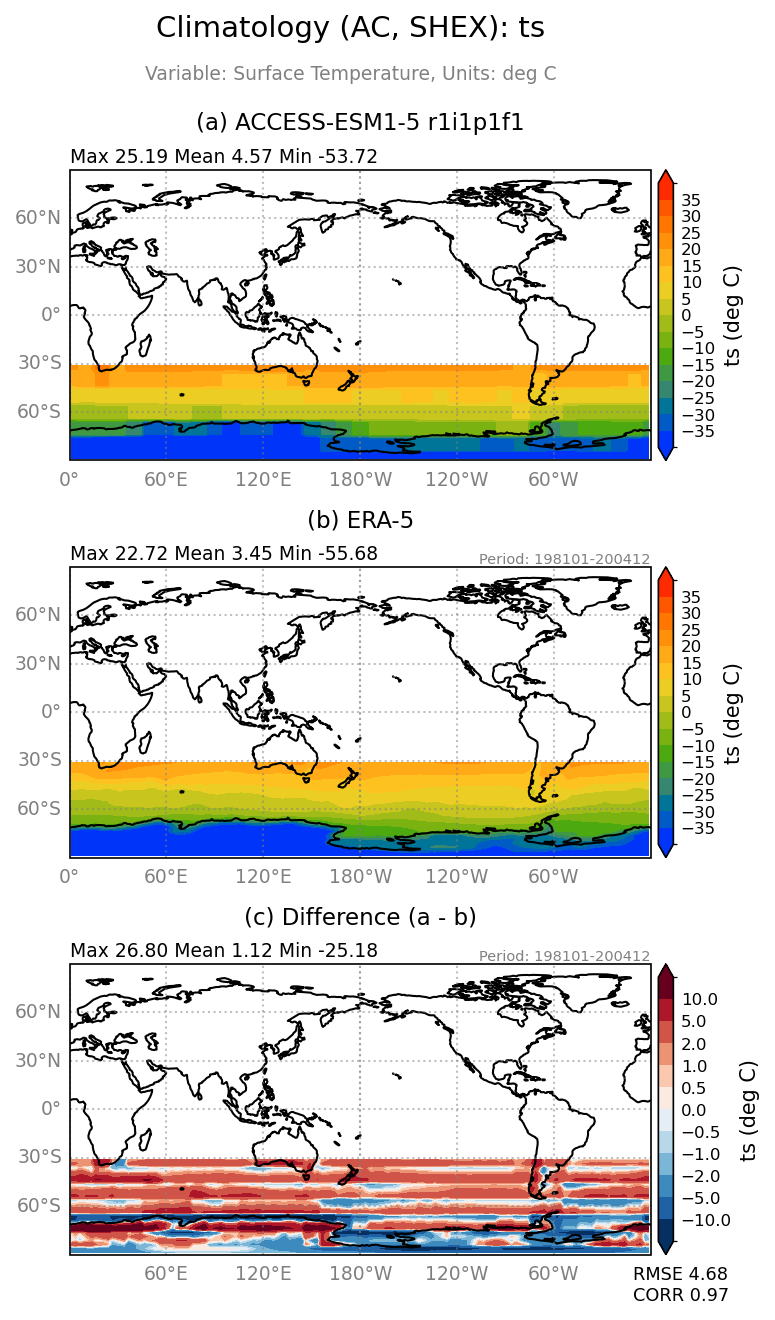 Climatology (AC, SHEX): ts
Variable: Surface Temperature, Units: deg C
(a) ACCESS-ESM1-5 r1i1p1f1
Max 25.19 Mean 4.57 Min -53.72
60°N
30°N
0°
30°S
60°S
0°
60°E
120°E
180°W
120°W
60°W
35
30
25
20
15
10
5
0
−5
−10
−15
−20
−25
−30
−35
ts (deg C)
(b) ERA-5
Max 22.72 Mean 3.45 Min -55.68
Period: 198101-200412
60°N
30°N
0°
30°S
60°S
0°
60°E
120°E
180°W
120°W
60°W
35
30
25
20
15
10
5
0
−5
−10
−15
−20
−25
−30
−35
ts (deg C)
(c) Difference (a - b)
Max 26.80 Mean 1.12 Min -25.18
Period: 198101-200412
60°N
30°N
0°
30°S
60°S
60°E
120°E
180°W
120°W
60°W
10.0
5.0
2.0
1.0
0.5
0.0
−0.5
−1.0
−2.0
−5.0
−10.0
ts (deg C)
RMSE 4.68
CORR 0.97